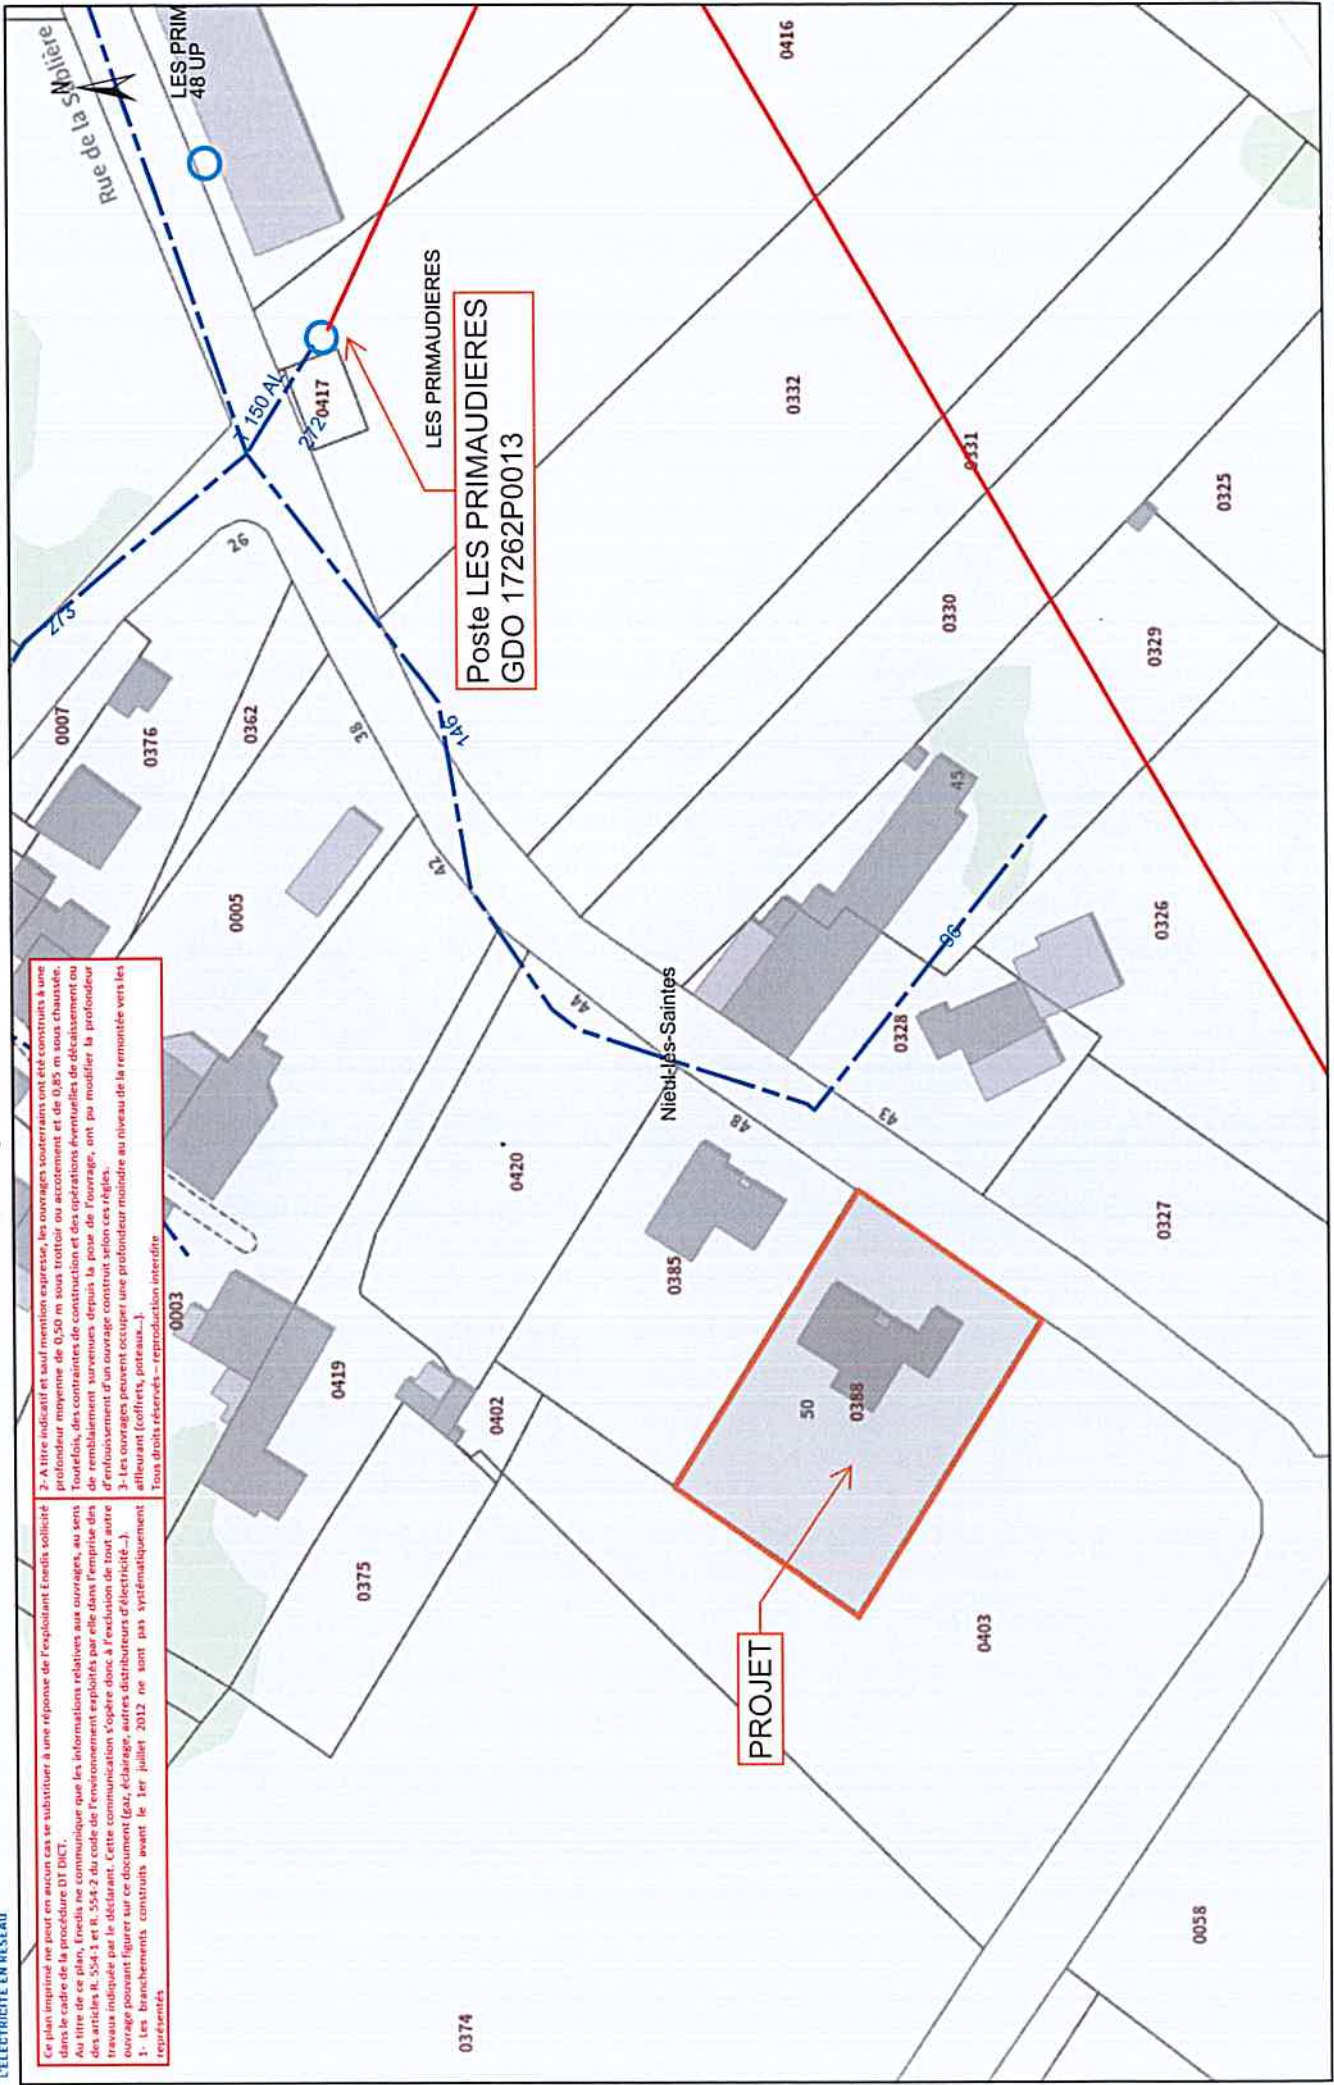 L'ELECTRICITE EN RESEAU
Ce plan imprimé ne peut en aucun cas se substituer à une réponse de l'exploitant Enedis sollicité
dans le cadre de la procédure DT DICT.
Au titre de ce plan, Enedis ne communique que les informations relatives aux ouvrages, au sens
des articles R. 554-1 et R. 554-2 du code de l'environnement exploités par elle dans l'emprise des
travaux indiquée par le déclarant. Cette communication s'opère donc à l'exclusion de tout autre
ouvrage pouvant figurer sur ce document (gaz, éclairage, autres distributeurs d'électricité...).
1- Les branchements construits avant le 1er juillet 2012 ne sont pas systématiquement
représentés
2- A titre indicatif et sauf mention expresse, les ouvrages souterrains ont été construits à une
profondeur moyenne de 0,50 m sous trottoir ou accotement et de 0,85 m sous chaussée.
Toutefois, des contraintes de construction et des opérations éventuelles de décaissement ou
de remblaiement survenues depuis la pose de l'ouvrage, ont pu modifier la profondeur
d'enfouissement d'un ouvrage construit selon ces règles.
3- Les ouvrages peuvent occuper une profondeur moindre au niveau de la remontée vers les
affleurant (coffrets, poteaux...).
Tous droits réservés – reproduction interdite
Rue de la Sablière
N
LES PRIM
48 UP
0007
273
26
0376
0362
150 AL
272
0417
0416
LES PRIMAUDIERES
Poste LES PRIMAUDIERES
GDO 17262P0013
0005
38
42
146
0332
0331
0003
44
0330
0325
0419
0420
Nieul-lès-Saintes
45
0329
0402
48
96
0328
0326
0375
0385
43
50
0388
0327
PROJET
0403
0374
0058